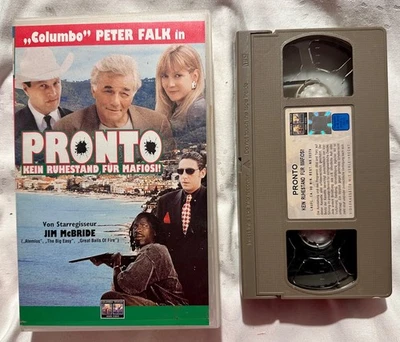 „Columbo" PETER FALK in
PRONTO
KEIN RUHESTAND FÜR MAFIOSI!
Von Starregisseur
JIM McBRIDE
PRONTO
KEIN RUHESTAND FÜR MAFIOSI!